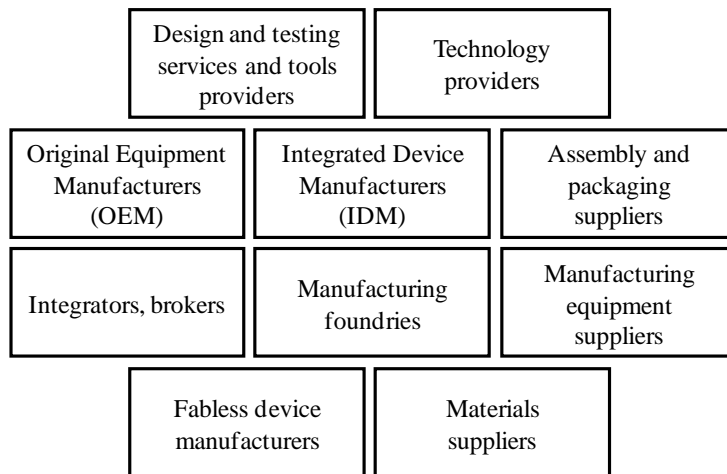 Design and testing
services and tools
providers
Technology
providers
Original Equipment
Manufacturers
(OEM)
Integrated Device
Manufacturers
(IDM)
Assembly and
packaging
suppliers
Integrators, brokers
Manufacturing
foundries
Manufacturing
equipment
suppliers
Fabless device
manufacturers
Materials
suppliers